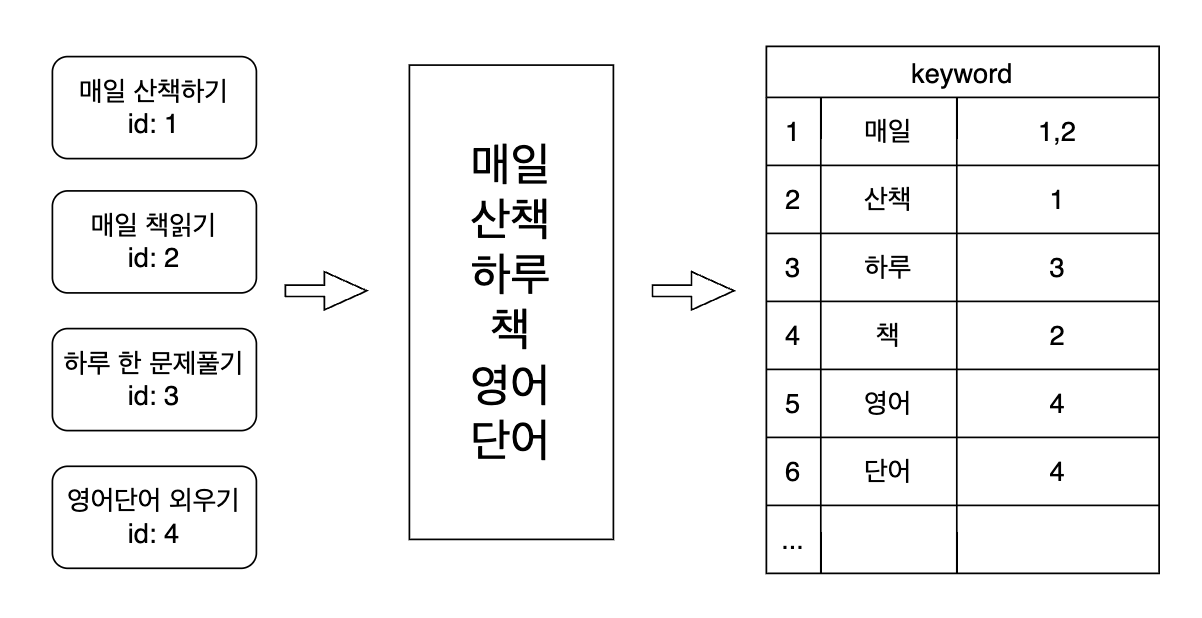 매일 산책하기
id: 1
매일 책읽기
id: 2
하루 한 문제풀기
id: 3
영어단어 외우기
id: 4
매일
산책
하루
책
영어
단어
keyword
1 매일 1,2
2 산책 1
3 하루 3
4 책 2
5 영어 4
6 단어 4
...